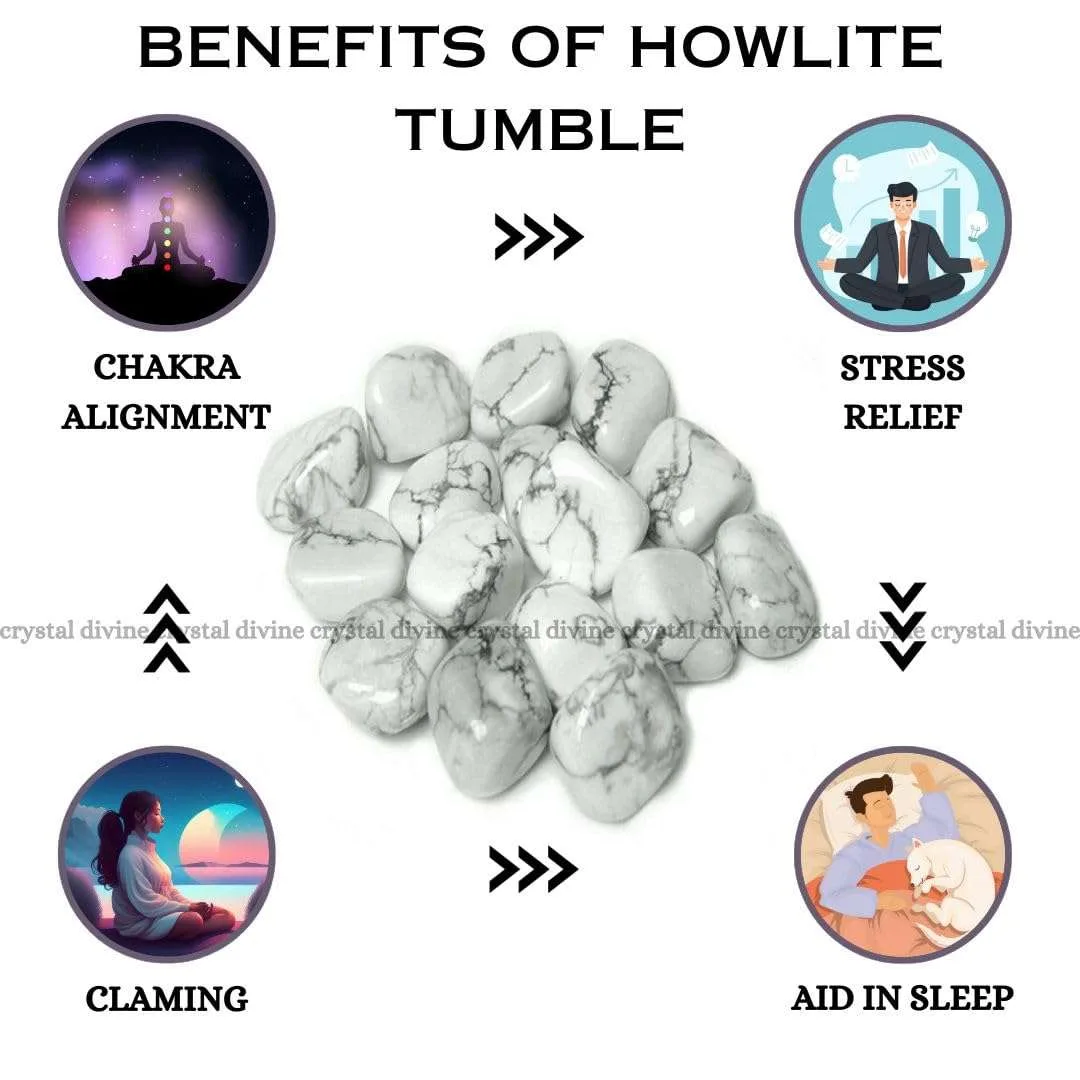 BENEFITS OF HOWLITE
TUMBLE
CHAKRA
ALIGNMENT
STRESS
RELIEF
crystal divine crystal divine crystal divine crystal divine crystal divine crystal divine crystal divine
CLAMING
AID IN SLEEP